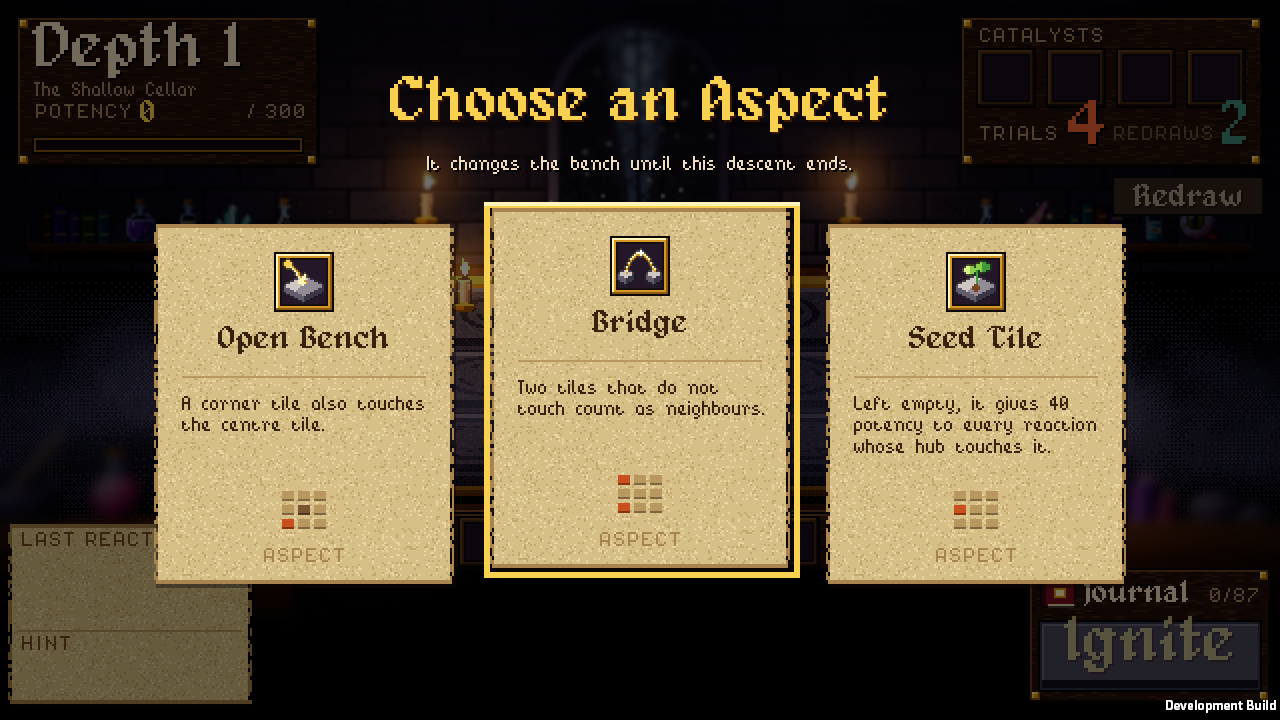 Depth 1
The Shallow Cellar
POTENCY 0 / 300
Choose an Aspect
It changes the bench until this descent ends.
CATALYSTS
TRIALS 4 REDRAWS 2
Redraw
Open Bench
A corner tile also touches
the centre tile.
ASPECT
Bridge
Two tiles that do not
touch count as neighbours.
ASPECT
Seed Tile
Left empty, it gives 40
potency to every reaction
whose hub touches it.
ASPECT
LAST REACT
HINT
Journal 0/87
Ignite
Development Build